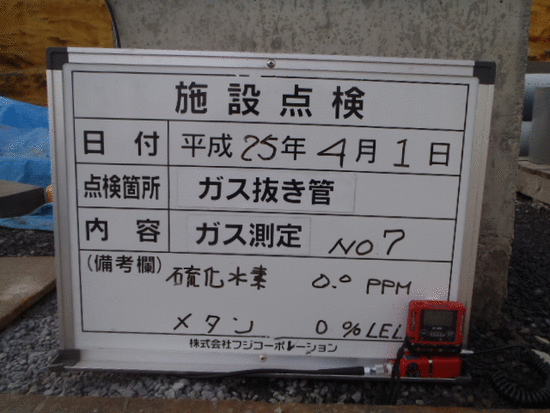 施設点検
日付 平成25年4月1日
点検箇所 ガス抜き管
内容 ガス測定 NO7
(備考欄) 硫化水素 0.0 PPM
メタン 0%LEL
株式会社フジコーポレーション